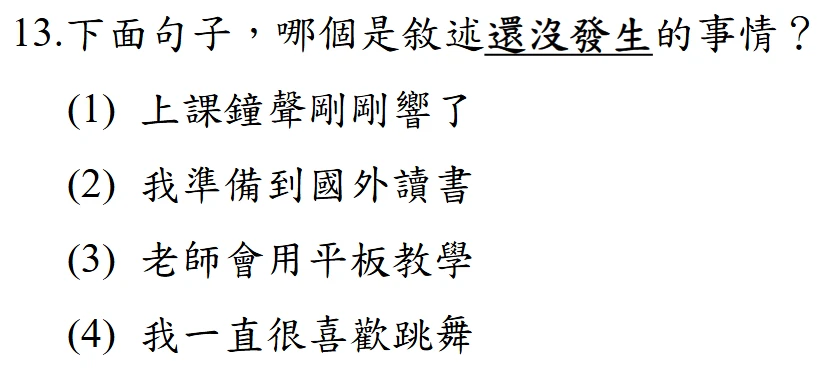 13.下面句子，哪個是敘述還沒發生的事情？
(1) 上課鐘聲剛剛響了
(2) 我準備到國外讀書
(3) 老師會用平板教學
(4) 我一直很喜歡跳舞